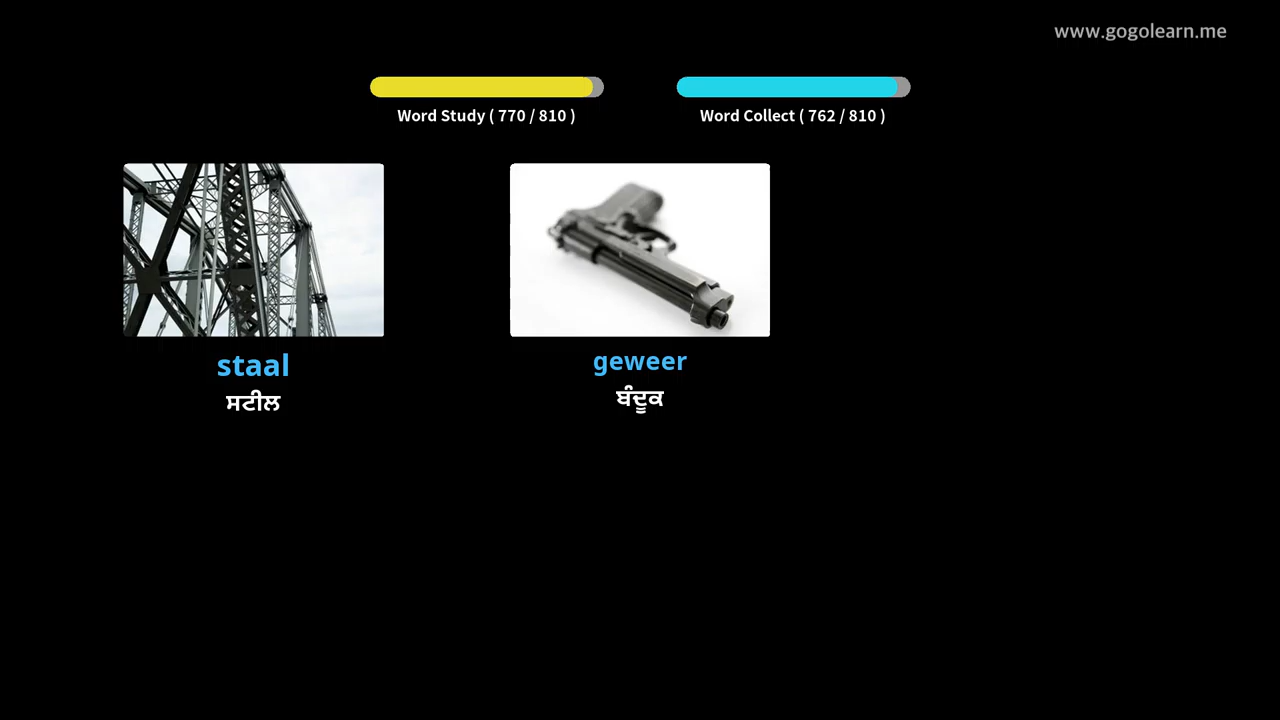 www.gogolearn.me
Word Study ( 770 / 810 )
Word Collect ( 762 / 810 )
staal
ਸਟੀਲ
geweer
ਬੰਦੂਕ